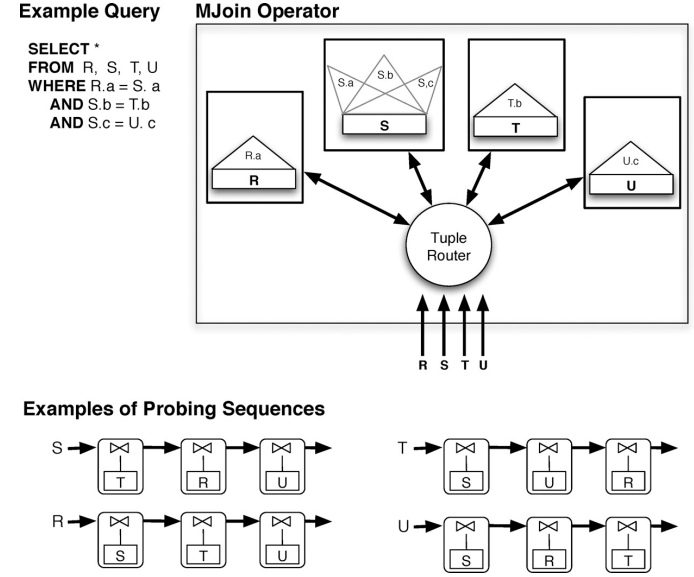 Example Query
MJoin Operator
SELECT *
FROM R, S, T, U
WHERE R.a = S. a
AND S.b = T.b
AND S.c = U. c
R.a
R
S.a
S.b
S,c
S
T.b
T
U.c
U
Tuple
Router
R S T U
Examples of Probing Sequences
S
T
R
U
T
S
U
R
R
S
T
U
U
S
R
T